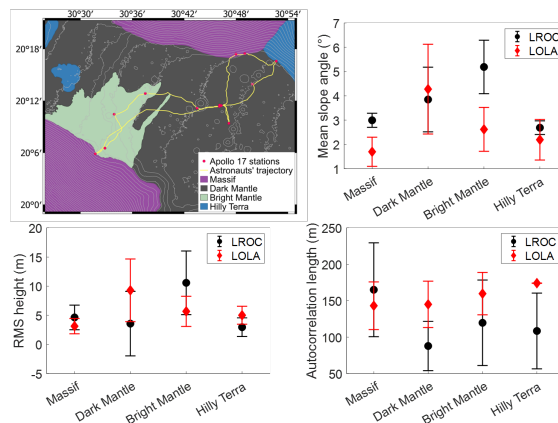 30°30' 30°36' 30°42' 30°48' 30°54'
20°18'
20°12'
20°6'
20°0'
Apollo 17 stations
Astronauts' trajectory
Massif
Dark Mantle
Bright Mantle
Hilly Terra
Mean slope angle (°)
7
6
5
4
3
2
1
LROC
LOLA
Massif
Dark Mantle
Bright Mantle
Hilly Terra
RMS height (m)
20
15
10
5
0
-5
LROC
LOLA
Massif
Dark Mantle
Bright Mantle
Hilly Terra
Autocorrelation length (m)
250
200
150
100
50
LROC
LOLA
Massif
Dark Mantle
Bright Mantle
Hilly Terra